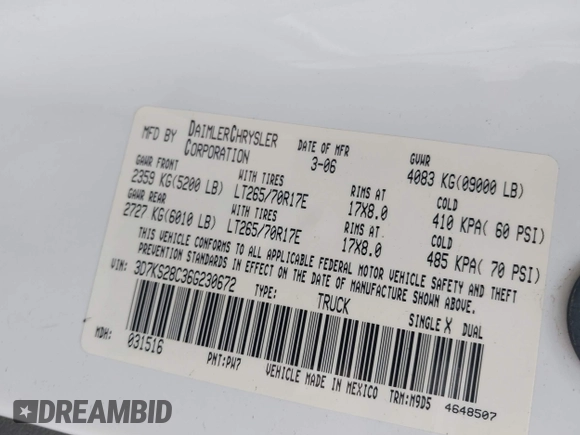 MFD BY DAIMLERCHRYSLER CORPORATION DATE OF MFR 3-06 GVWR 4083 KG(09000 LB)
GAWR FRONT WITH TIRES RIMS AT COLD
2359 KG(5200 LB) LT265/70R17E 17X8.0 410 KPA( 60 PSI)
GAWR REAR WITH TIRES RIMS AT COLD
2727 KG(6010 LB) LT265/70R17E 17X8.0 485 KPA( 70 PSI)
THIS VEHICLE CONFORMS TO ALL APPLICABLE FEDERAL MOTOR VEHICLE SAFETY AND THEFT
PREVENTION STANDARDS IN EFFECT ON THE DATE OF MANUFACTURE SHOWN ABOVE.
VIN: 3D7KS28C36G230672 TYPE: TRUCK SINGLE X DUAL
MDH: 031516 PNT:PW7 VEHICLE MADE IN MEXICO TRM:M9D5 4648507
DREAMBID